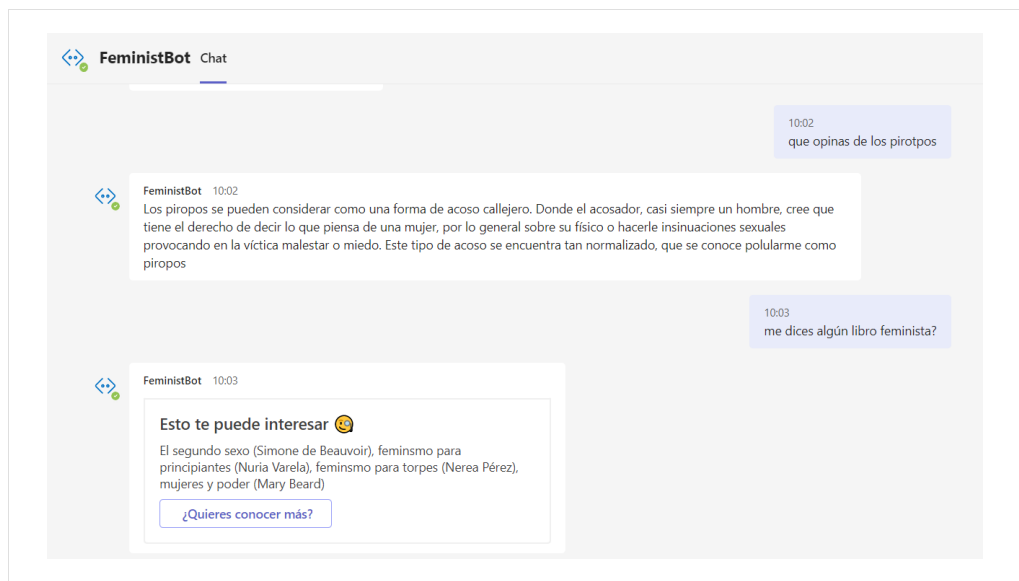 FeministBot Chat
10:02
que opinas de los pirotpos
FeministBot 10:02
Los piropos se pueden considerar como una forma de acoso callejero. Donde el acosador, casi siempre un hombre, cree que
tiene el derecho de decir lo que piensa de una mujer, por lo general sobre su físico o hacerle insinuaciones sexuales
provocando en la víctica malestar o miedo. Este tipo de acoso se encuentra tan normalizado, que se conoce polularmente como
piropos
10:03
me dices algún libro feminista?
FeministBot 10:03
Esto te puede interesar 🧐
El segundo sexo (Simone de Beauvoir), feminsmo para
principiantes (Nuria Varela), feminsmo para torpes (Nerea Pérez),
mujeres y poder (Mary Beard)
¿Quieres conocer más?